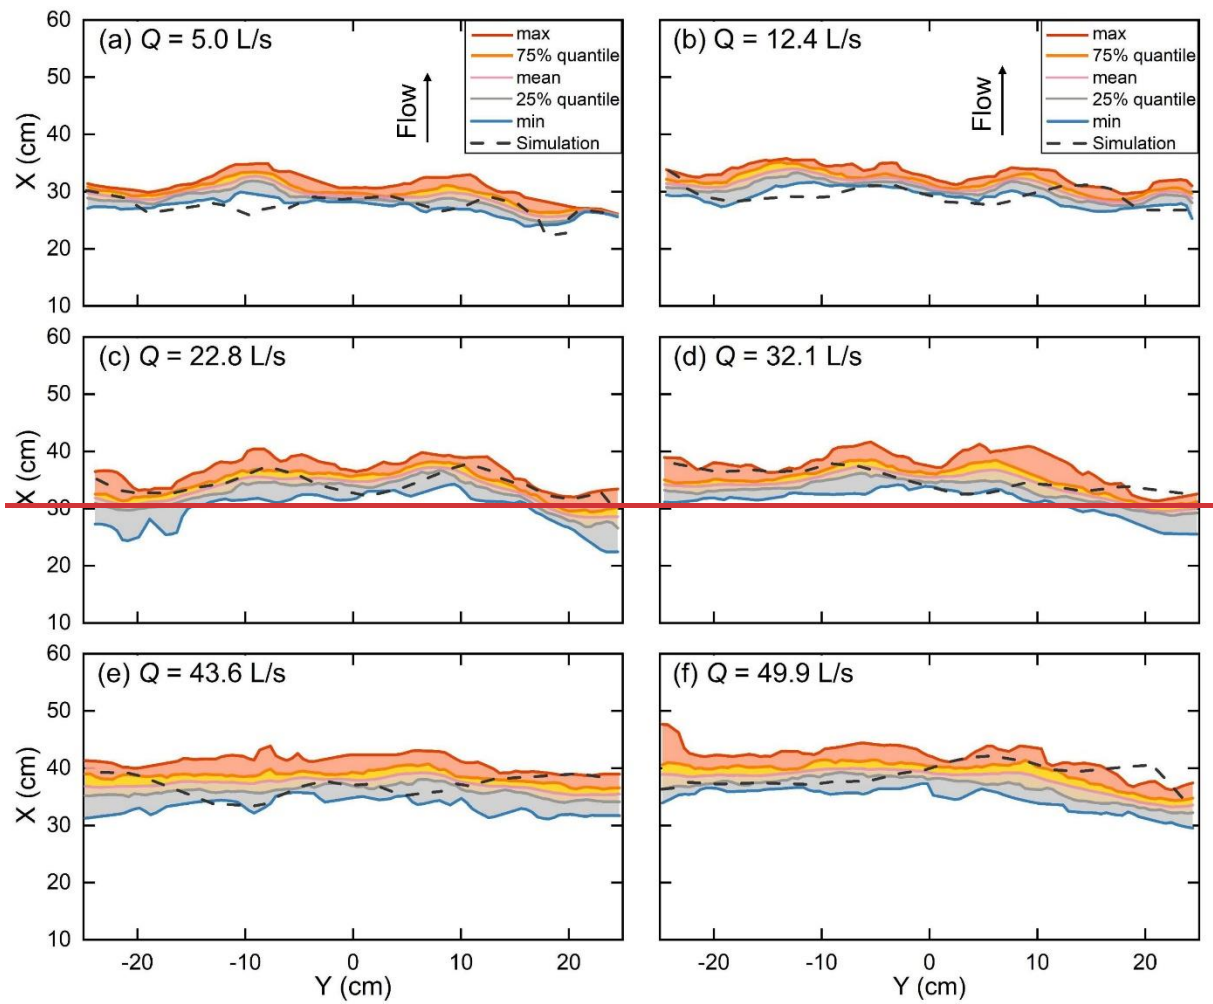 (a) Q = 5.0 L/s
max
75% quantile
mean
25% quantile
min
Simulation
Flow
X (cm)
60
50
40
30
20
10
(b) Q = 12.4 L/s
max
75% quantile
mean
25% quantile
min
Simulation
Flow
(c) Q = 22.8 L/s
X (cm)
60
50
40
30
20
10
(d) Q = 32.1 L/s
(e) Q = 43.6 L/s
X (cm)
60
50
40
30
20
10
-20 -10 0 10 20
Y (cm)
(f) Q = 49.9 L/s
-20 -10 0 10 20
Y (cm)